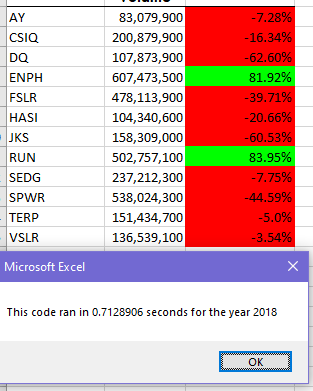 Volume
AY 83,079,900 -7.28%
CSIQ 200,879,900 -16.34%
DQ 107,873,900 -62.60%
ENPH 607,473,500 81.92%
FSLR 478,113,900 -39.71%
HASI 104,340,600 -20.66%
JKS 158,309,000 -60.53%
RUN 502,757,100 83.95%
SEDG 237,212,300 -7.75%
SPWR 538,024,300 -44.59%
TERP 151,434,700 -5.0%
VSLR 136,539,100 -3.54%
Microsoft Excel
This code ran in 0.7128906 seconds for the year 2018
OK